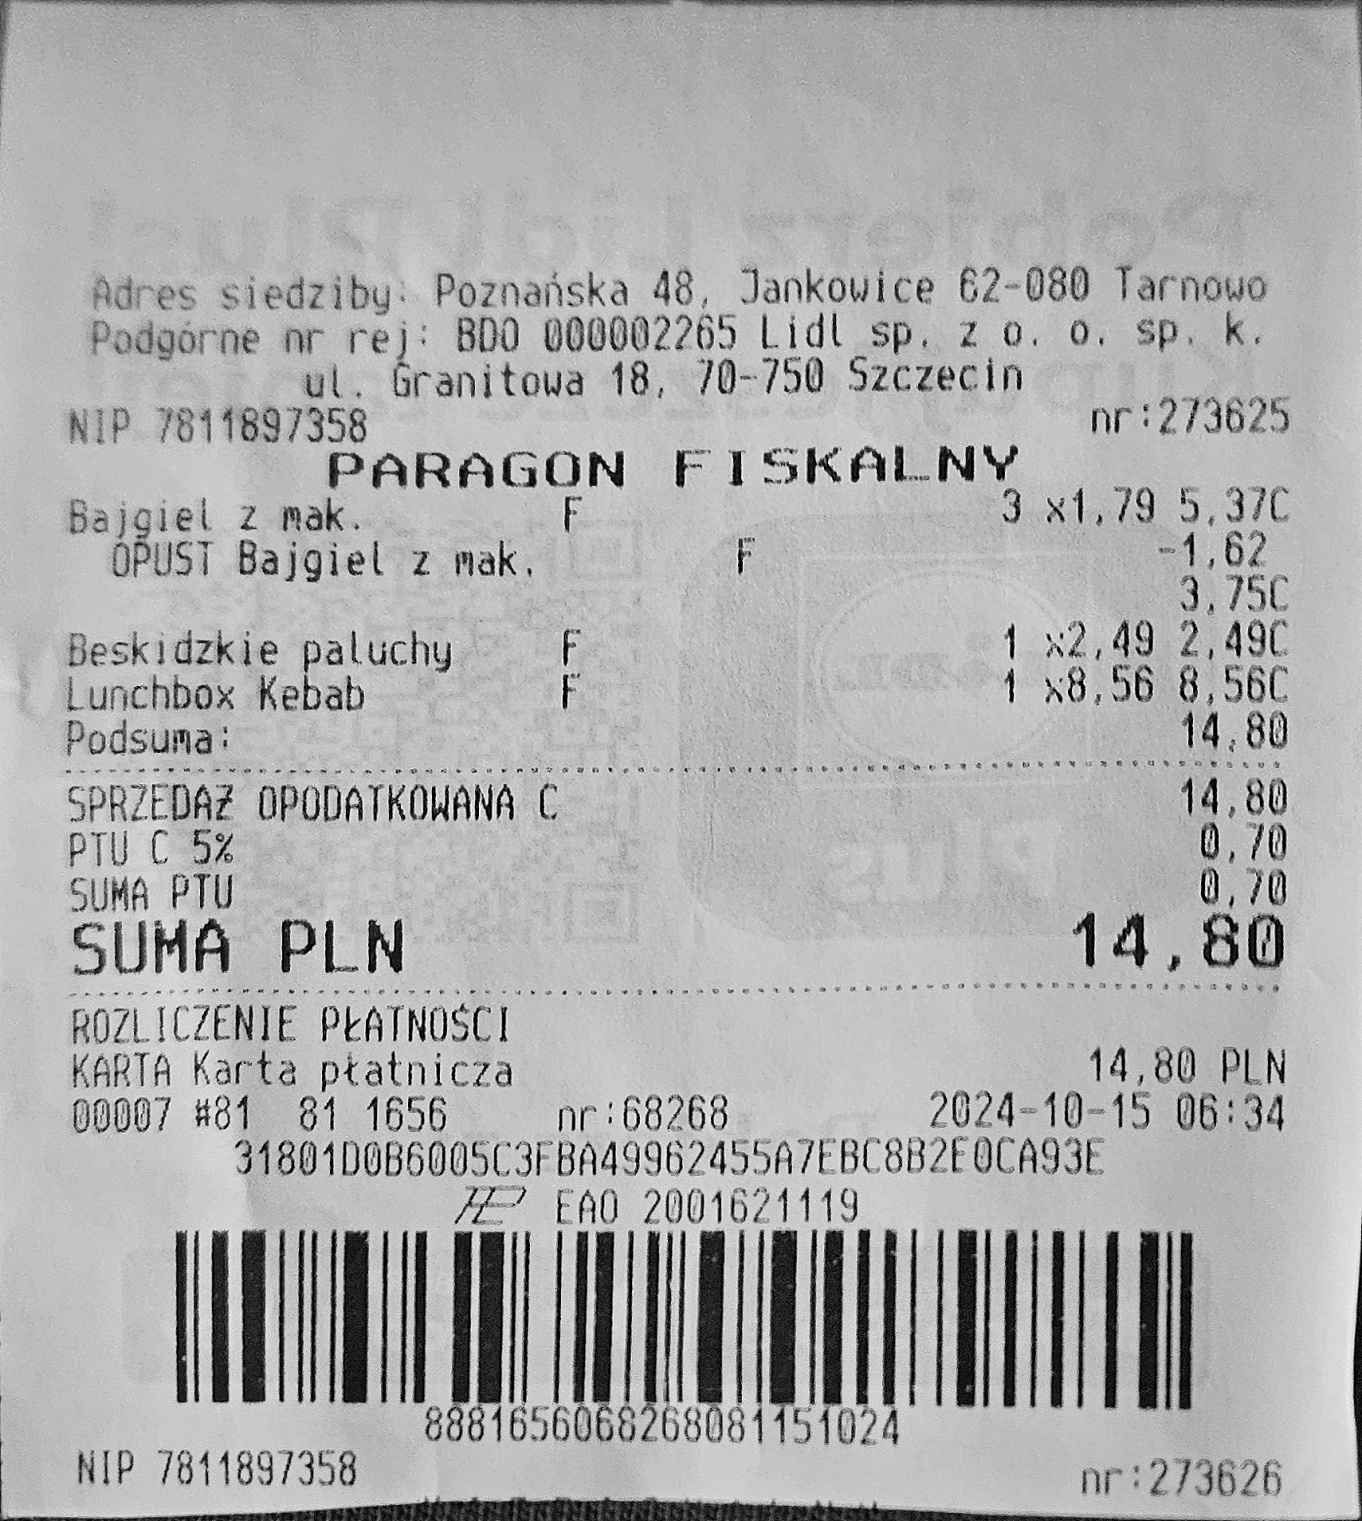 Adres siedziby: Poznańska 48, Jankowice 62-080 Tarnowo
Podgórne nr rej: BDO 000002265 Lidl sp. z o. o. sp. k.
ul. Granitowa 18, 70-750 Szczecin
NIP 7811897358 nr:273625
PARAGON FISKALNY
Bajgiel z mak. F 3 x1,79 5,37C
OPUST Bajgiel z mak. F -1,62
3,75C
Beskidzkie paluchy F 1 x2,49 2,49C
Lunchbox Kebab F 1 x8,56 8,56C
Podsuma: 14,80
SPRZEDAŻ OPODATKOWANA C 14,80
PTU C 5% 0,70
SUMA PTU 0,70
SUMA PLN 14,80
ROZLICZENIE PŁATNOŚCI
KARTA Karta płatnicza 14,80 PLN
00007 #81 81 1656 nr:68268 2024-10-15 06:34
31801D0B6005C3FBA49962455A7EBC8B2E0CA93E
EAO 2001621119
8881656068268081151024
NIP 7811897358 nr:273626